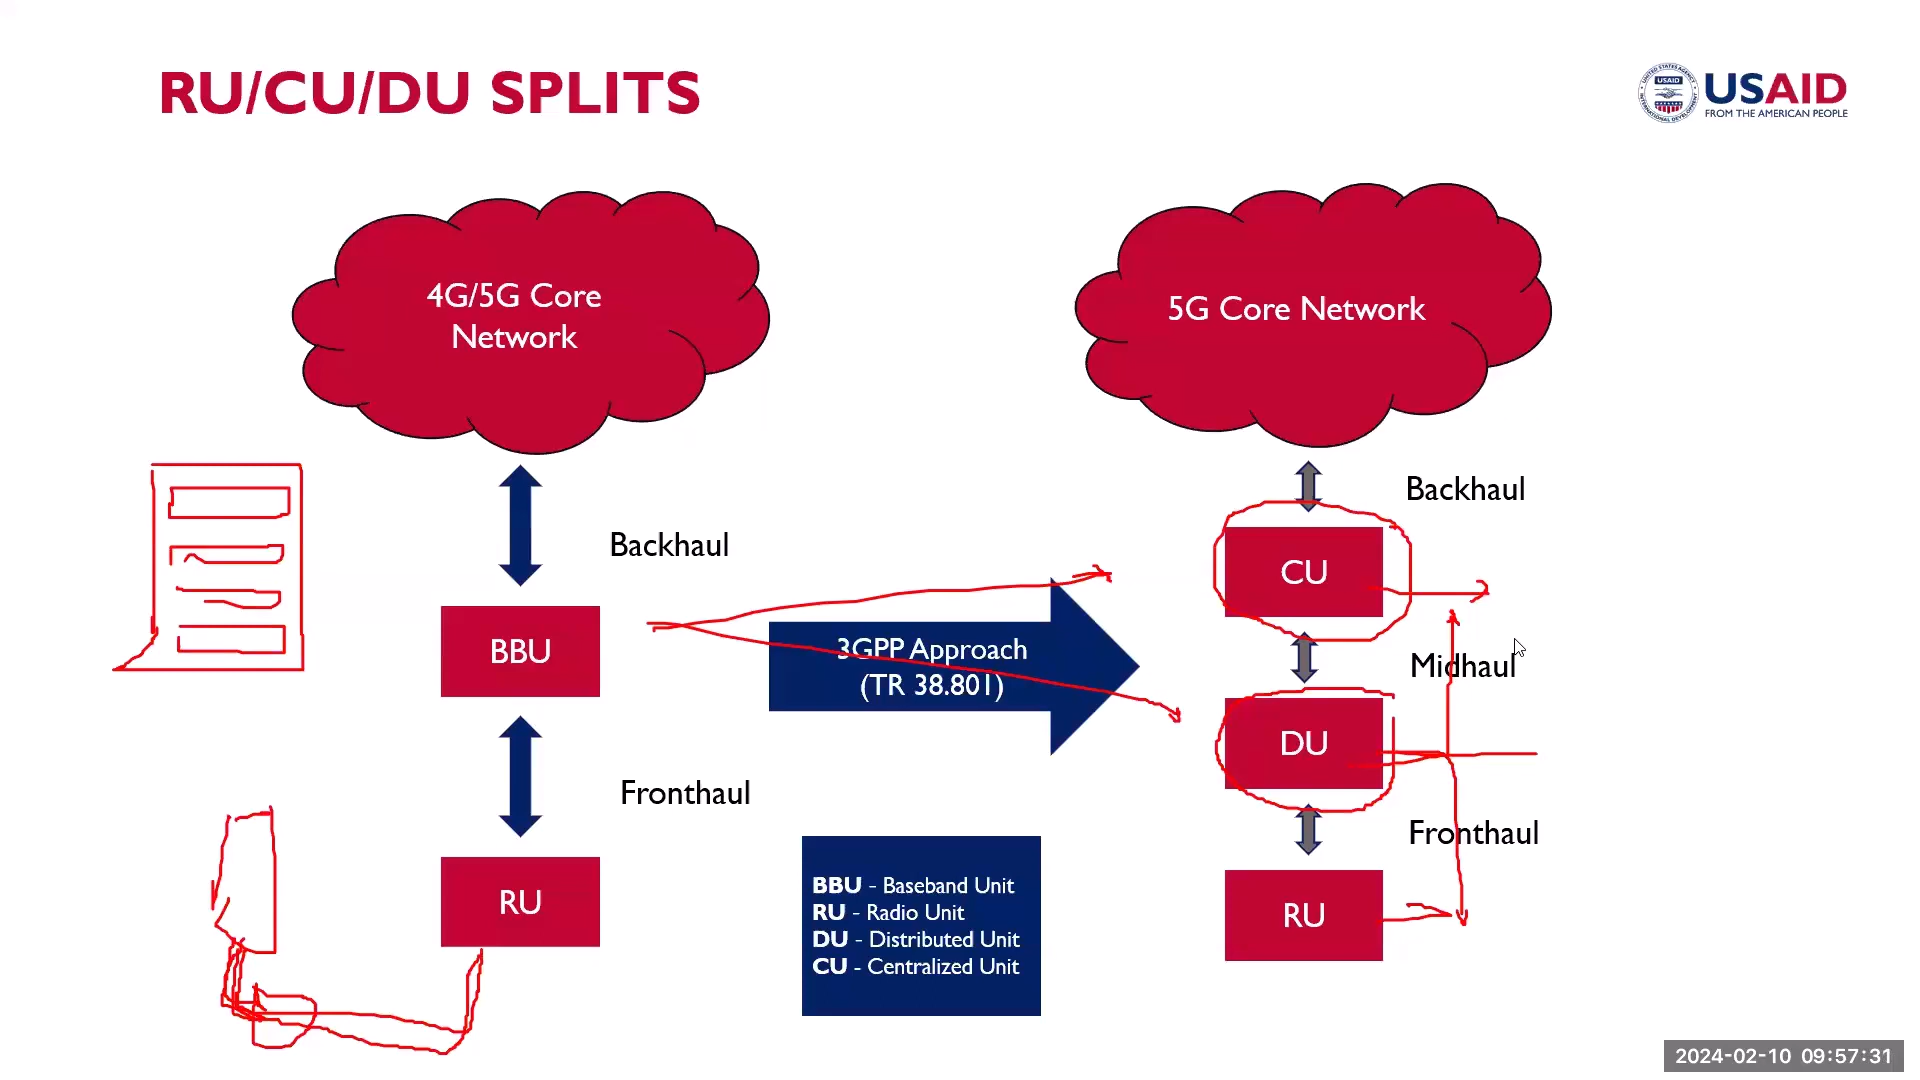 RU/CU/DU SPLITS
USAID
USAID
FROM THE AMERICAN PEOPLE
4G/5G Core
Network
5G Core Network
Backhaul
Backhaul
CU
BBU
3GPP Approach
(TR 38.801)
Midhaul
DU
Fronthaul
Fronthaul
RU
RU
BBU - Baseband Unit
RU - Radio Unit
DU - Distributed Unit
CU - Centralized Unit
2024-02-10 09:57:31